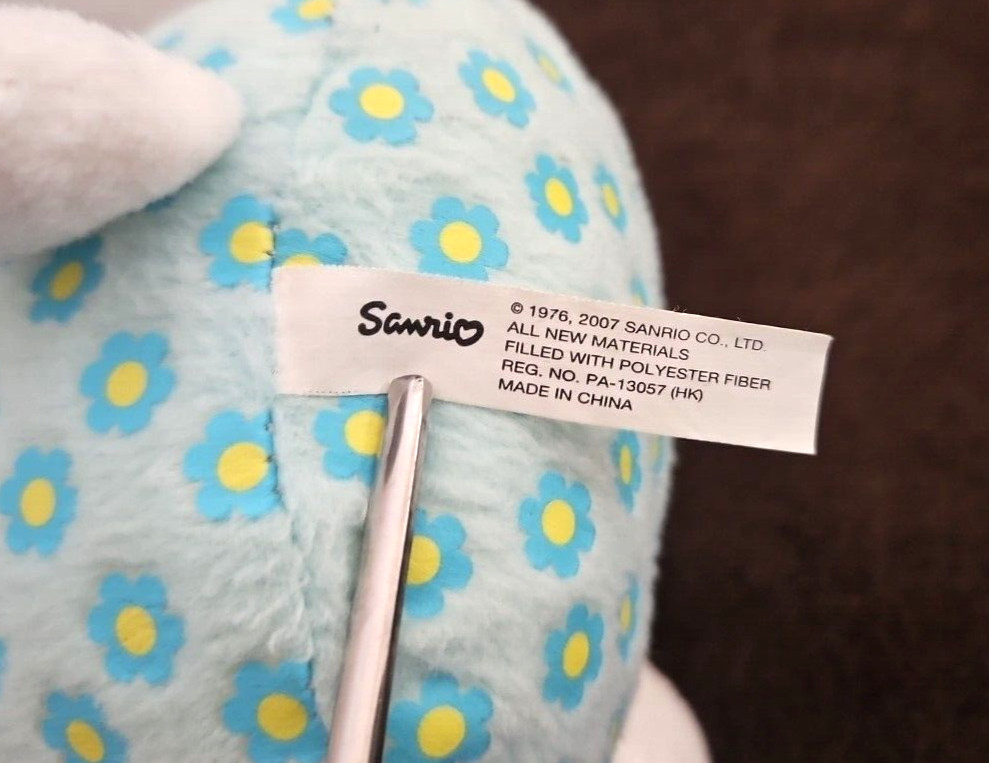 Sanrio
© 1976, 2007 SANRIO CO., LTD.
ALL NEW MATERIALS
FILLED WITH POLYESTER FIBER
REG. NO. PA-13057 (HK)
MADE IN CHINA